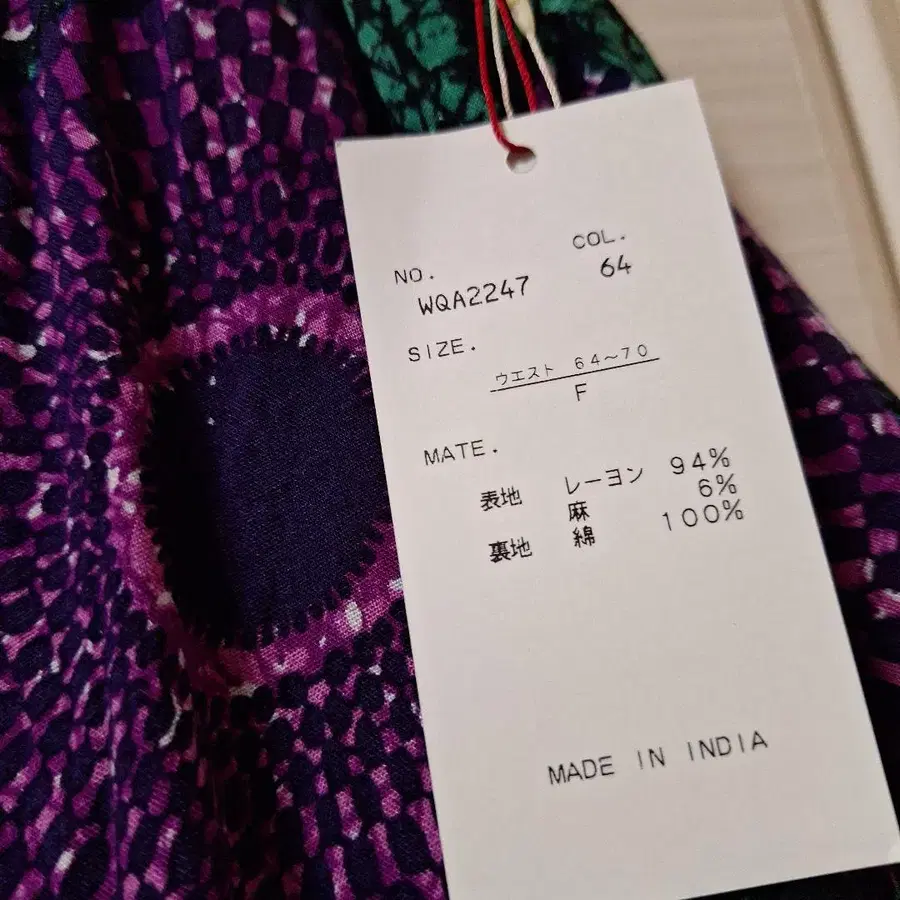 NO. COL.
WQA2247 64
SIZE.
ウエスト 64~70
F
MATE.
表地 レーヨン 94%
麻 6%
裏地 綿 100%
MADE IN INDIA